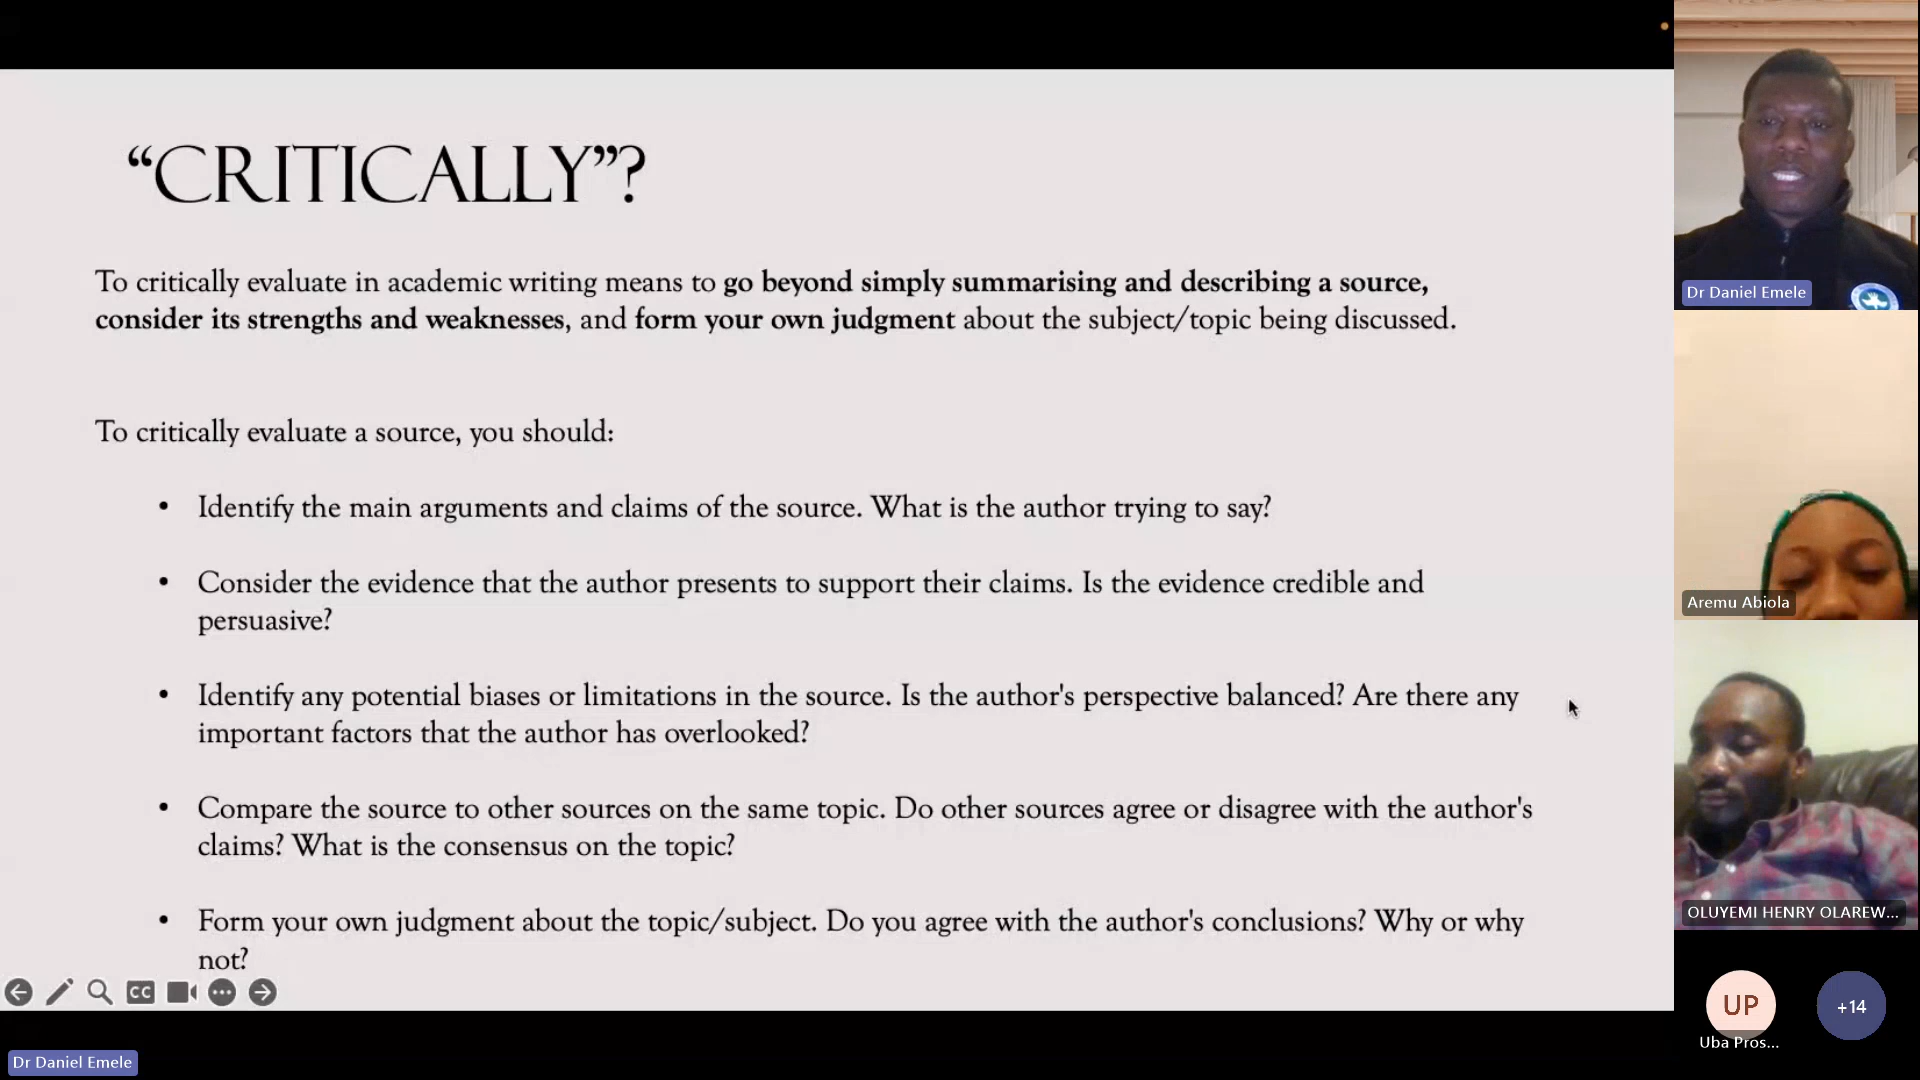 “CRITICALLY”?
To critically evaluate in academic writing means to go beyond simply summarising and describing a source,
consider its strengths and weaknesses, and form your own judgment about the subject/topic being discussed.
To critically evaluate a source, you should:
• Identify the main arguments and claims of the source. What is the author trying to say?
• Consider the evidence that the author presents to support their claims. Is the evidence credible and
persuasive?
• Identify any potential biases or limitations in the source. Is the author's perspective balanced? Are there any
important factors that the author has overlooked?
• Compare the source to other sources on the same topic. Do other sources agree or disagree with the author's
claims? What is the consensus on the topic?
• Form your own judgment about the topic/subject. Do you agree with the author's conclusions? Why or why
not?
CC
Dr Daniel Emele
Dr Daniel Emele
Aremu Abiola
OLUYEMI HENRY OLAREW...
UP
Uba Pros...
+14